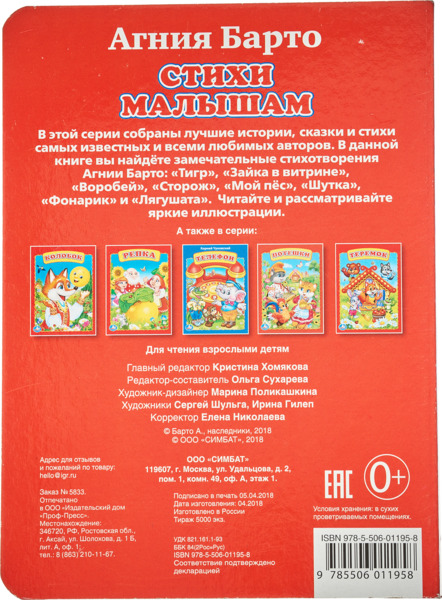 Агния Барто
СТИХИ
МАЛЫШАМ
В этой серии собраны лучшие истории, сказки и стихи
самых известных и всеми любимых авторов. В данной
книге вы найдёте замечательные стихотворения
Агнии Барто: «Тигр», «Зайка в витрине»,
«Воробей», «Сторож», «Мой пёс», «Шутка»,
«Фонарик» и «Лягушата». Читайте и рассматривайте
яркие иллюстрации.
А также в серии:
КОЛОБОК
РЕПКА
Корней Чуковский
ТЕЛЕФОН
ПОТЕШКИ
ТЕРЕМОК
Для чтения взрослыми детям
Главный редактор Кристина Хомякова
Редактор-составитель Ольга Сухарева
Художник-дизайнер Марина Поликашкина
Художники Сергей Шульга, Ирина Гилеп
Корректор Елена Николаева
© Барто А., наследники, 2018
© ООО «СИМБАТ», 2018
Адрес для отзывов
и пожеланий по товару:
hello@igr.ru
Заказ № 5833.
Отпечатано
в ООО «Издательский дом
«Проф-Пресс».
Местонахождение:
346720, РФ, Ростовская обл.,
г. Аксай, ул. Шолохова, д. 1 Б,
лит. А, оф. 1;
тел.: 8 (863) 210-11-67.
ООО «СИМБАТ»
119607, г. Москва, ул. Удальцова, д. 2,
пом. 1, комн. 49, оф. А, этаж 1.
Подписано в печать 05.04.2018
Дата изготовления: 04.2018
Изготовлено в России
Тираж 5000 экз.
УДК 821.161.1-93
ББК 84(2Рос=Рус)
ISBN 978-5-506-01195-8
Соответствие подтверждено
декларацией
EAC
0+
Условия хранения: в сухих
проветриваемых помещениях.
ISBN 978-5-506-01195-8
9 785506 011958